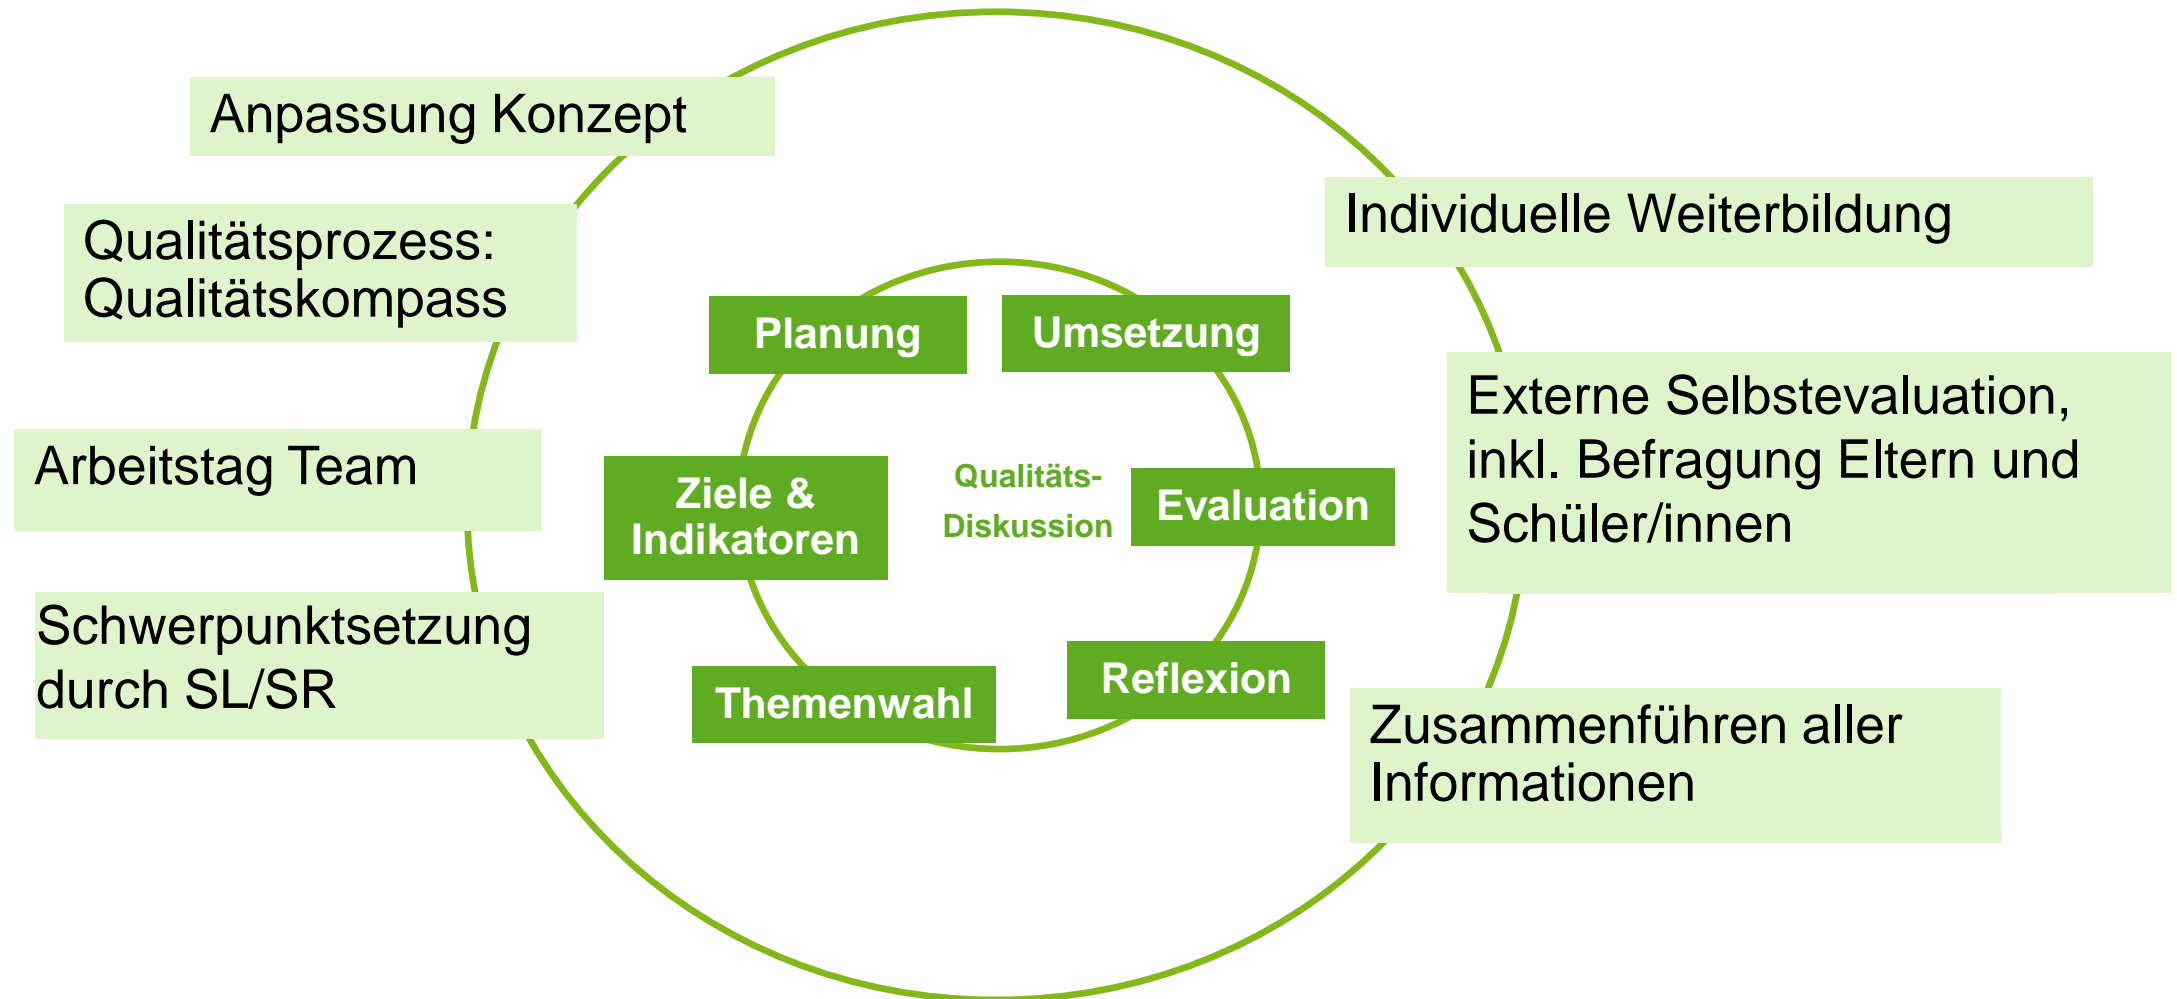 Anpassung Konzept
Individuelle Weiterbildung
Qualitätsprozess:
Qualitätskompass
Planung
Umsetzung
Externe Selbstevaluation,
inkl. Befragung Eltern und
Schüler/innen
Arbeitstag Team
Ziele &
Indikatoren
Qualitäts-
Diskussion
Evaluation
Schwerpunktsetzung
durch SL/SR
Themenwahl
Reflexion
Zusammenführen aller
Informationen